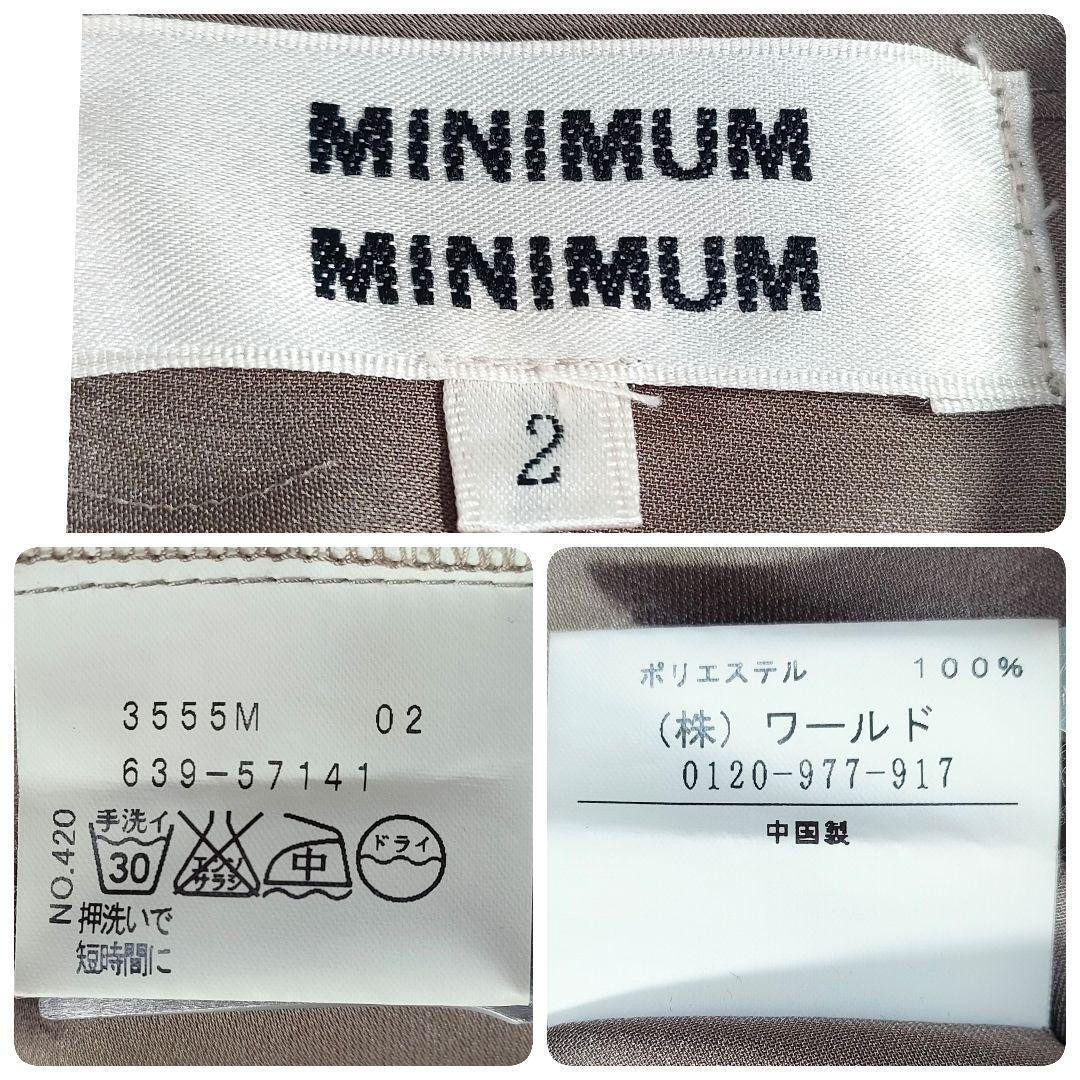 MINIMUM
MINIMUM
2
3555M 02
639-57141
NO.420
手洗イ
30
エンソ
サラシ
中
ドライ
押洗いで
短時間に
ポリエステル 100%
(株) ワールド
0120-977-917
中国製